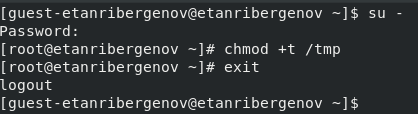 [guest-etanribergenov@etanribergenov ~]$ su -
Password:
[root@etanribergenov ~]# chmod +t /tmp
[root@etanribergenov ~]# exit
logout
[guest-etanribergenov@etanribergenov ~]$